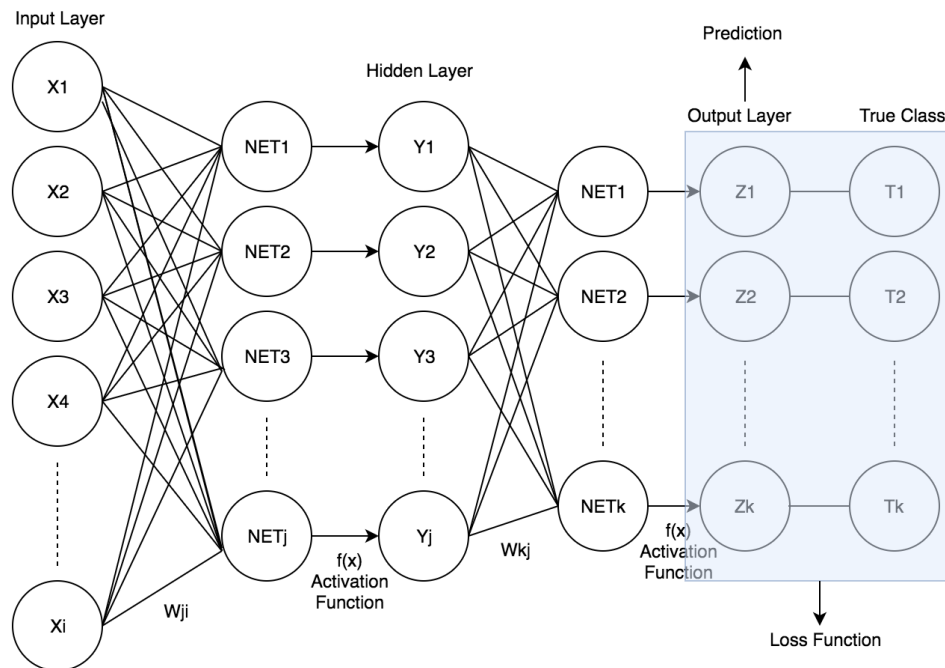 Input Layer
X1
X2
X3
X4
Xi
Wji
NET1
NET2
NET3
NETj
f(x)
Activation
Function
Hidden Layer
Y1
Y2
Y3
Yj
Wkj
NET1
NET2
NETk
f(x)
Activation
Function
Prediction
Output Layer
Z1
Z2
Zk
True Class
T1
T2
Tk
Loss Function